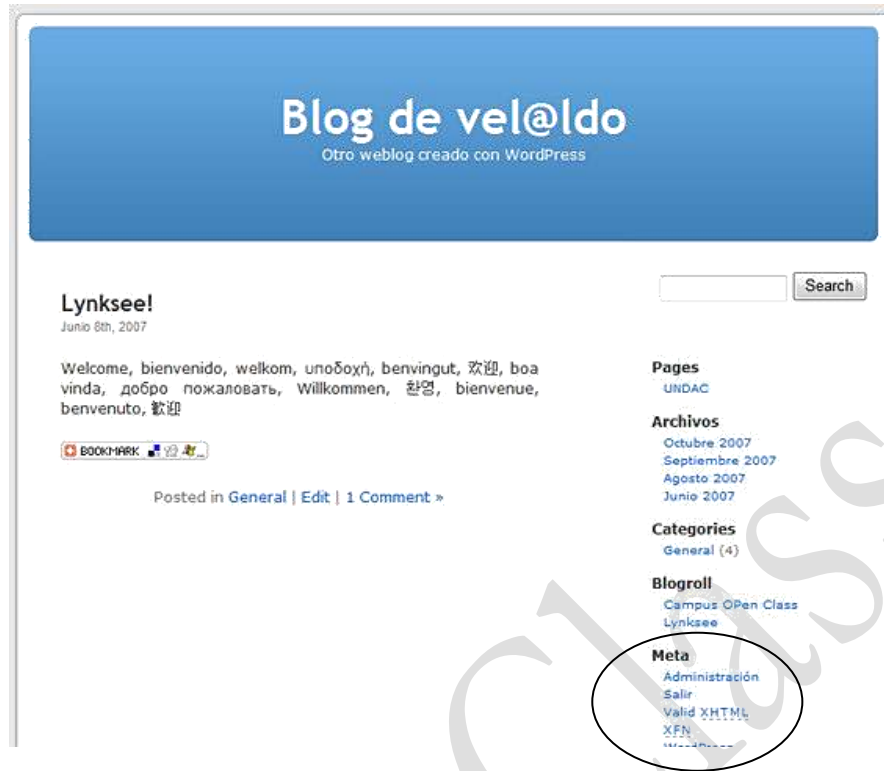 Blog de vel@ldo
Otro weblog creado con WordPress
Lynksee!
Junio 8th, 2007
Welcome, bienvenido, welkom, υποδοχή, benvingut, 欢迎, boa
vinda, добро пожаловать, Willkommen, 환영, bienvenue,
benvenuto, 歡迎
BOOKMARK
Posted in General | Edit | 1 Comment »
Search
Pages
UNDAC
Archivos
Octubre 2007
Septiembre 2007
Agosto 2007
Junio 2007
Categories
General (4)
Blogroll
Campus OPen Class
Lynksee
Meta
Administración
Salir
Valid XHTML
XFN
WordPress
Class